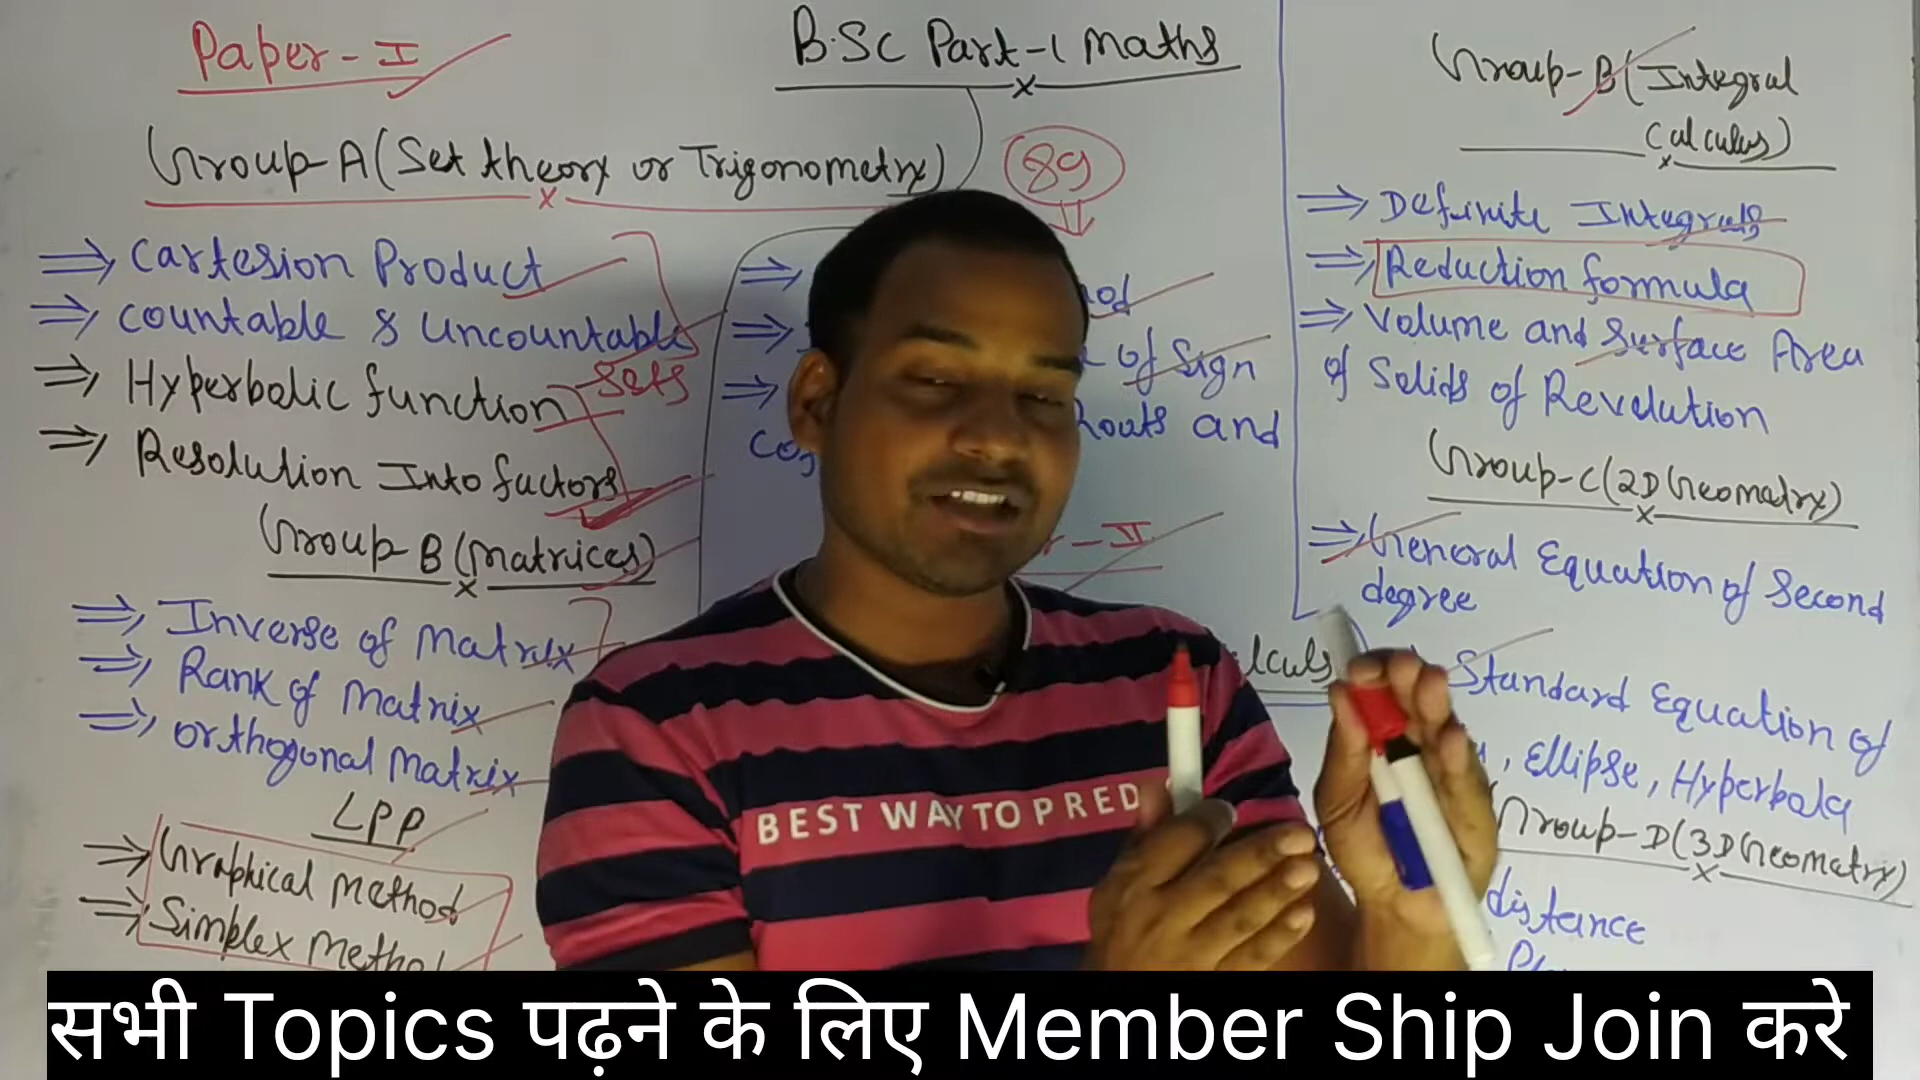 Paper-I
Group-A(Set theory or Trigonometry)
⇒ Cartesion Product
⇒ Countable & Uncountable
Sets
⇒ Hyperbolic function
⇒ Resolution Into factors
Group B(Matrices)
⇒ Inverse of Matrix
⇒ Rank of Matrix
⇒ orthogonal Matrix
LPP
⇒ Graphical Method
⇒ Simplex Method
B.SC Part-1 Maths
89
of Sign
and
II
Group-B(Integral
Calculus)
⇒ Definite Integrals
⇒ Reduction formula
⇒ Volume and Surface Area
of Solids of Revolution
Group-C(2D Geomatry)
⇒ General Equation of Second
degree
Standard Equation of
, Ellipse, Hyperbola
Group-D(3D Geomatry)
distance
BEST WAY TO PRED
सभी Topics पढ़ने के लिए Member Ship Join करे